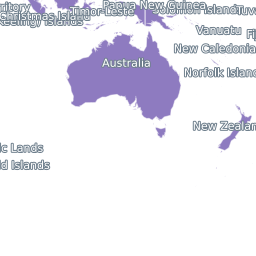 ritory
Papua New Guinea
Christmas Island
Timor-Leste
Solomon Islands
Tuv
(Keeling) Islands
Vanuatu
Fij
New Caledonia
Australia
Norfolk Island
New Zealan
ic Lands
d Islands